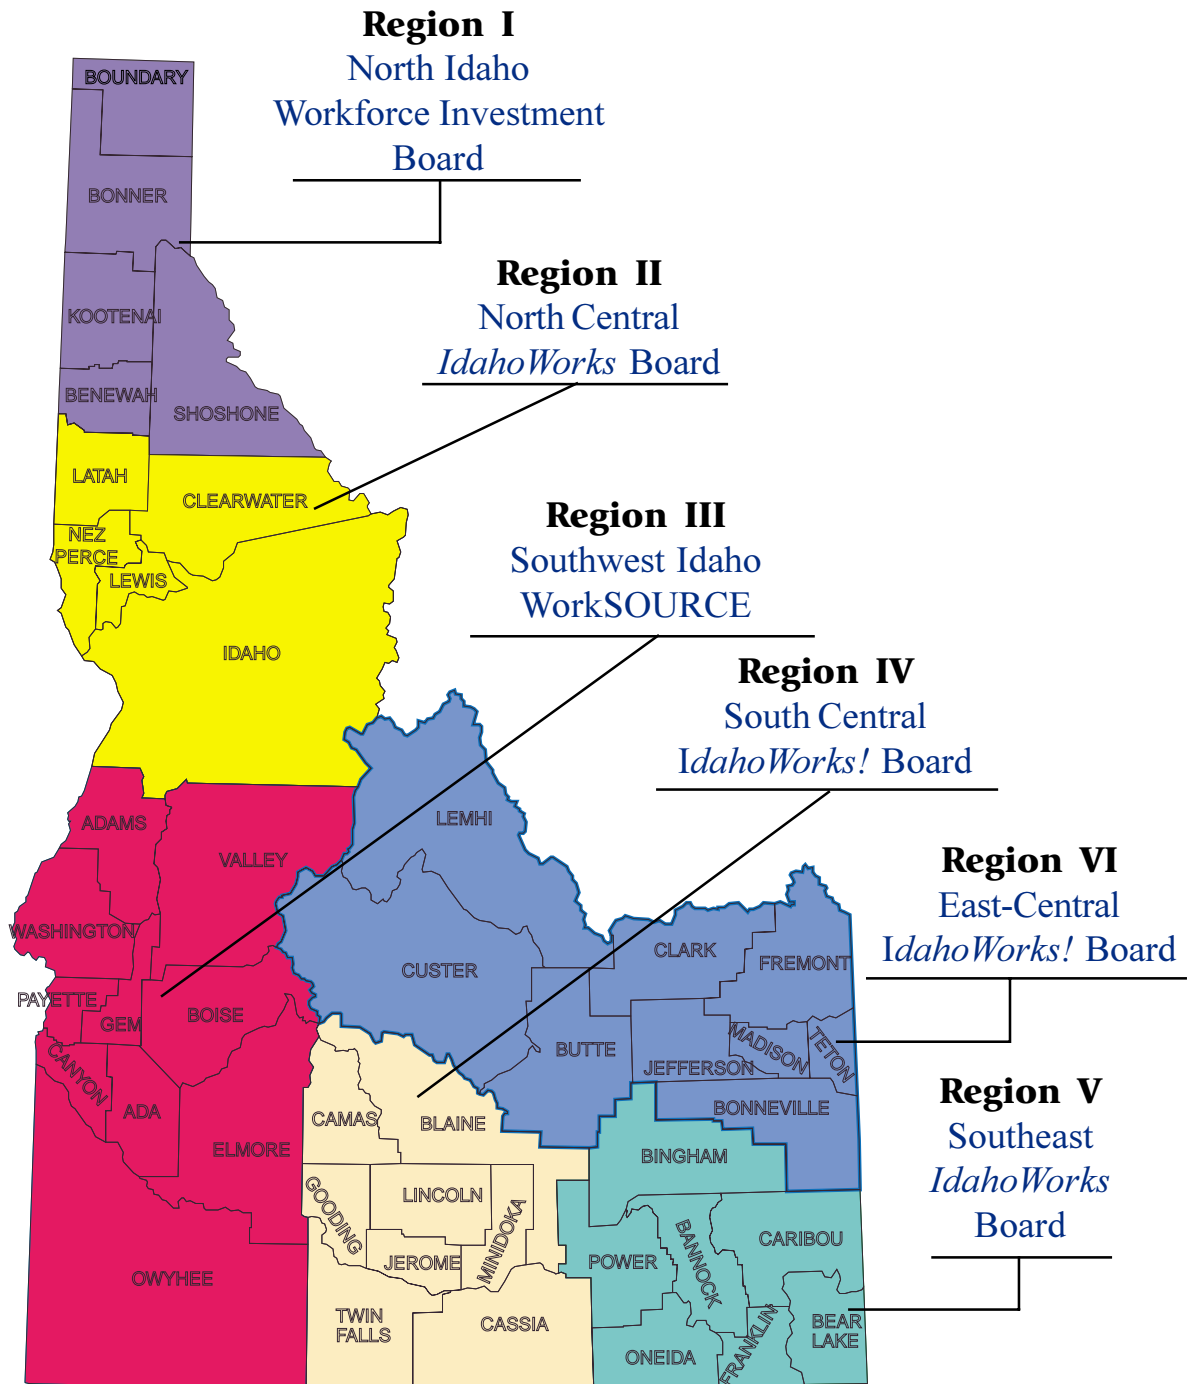 Region I
North Idaho
Workforce Investment
Board
BOUNDARY
BONNER
KOOTENAI
BENEWAH
SHOSHONE
Region II
North Central
IdahoWorks Board
LATAH
CLEARWATER
NEZ
PERCE
LEWIS
IDAHO
Region III
Southwest Idaho
WorkSOURCE
ADAMS
VALLEY
WASHINGTON
PAYETTE
GEM
BOISE
CANYON
ADA
ELMORE
OWYHEE
Region IV
South Central
IdahoWorks! Board
CAMAS
BLAINE
GOODING
LINCOLN
JEROME
MINIDOKA
TWIN
FALLS
CASSIA
Region VI
East-Central
IdahoWorks! Board
LEMHI
CUSTER
CLARK
FREMONT
BUTTE
JEFFERSON
MADISON
TETON
BONNEVILLE
Region V
Southeast
IdahoWorks
Board
BINGHAM
POWER
BANNOCK
CARIBOU
ONEIDA
FRANKLIN
BEAR
LAKE